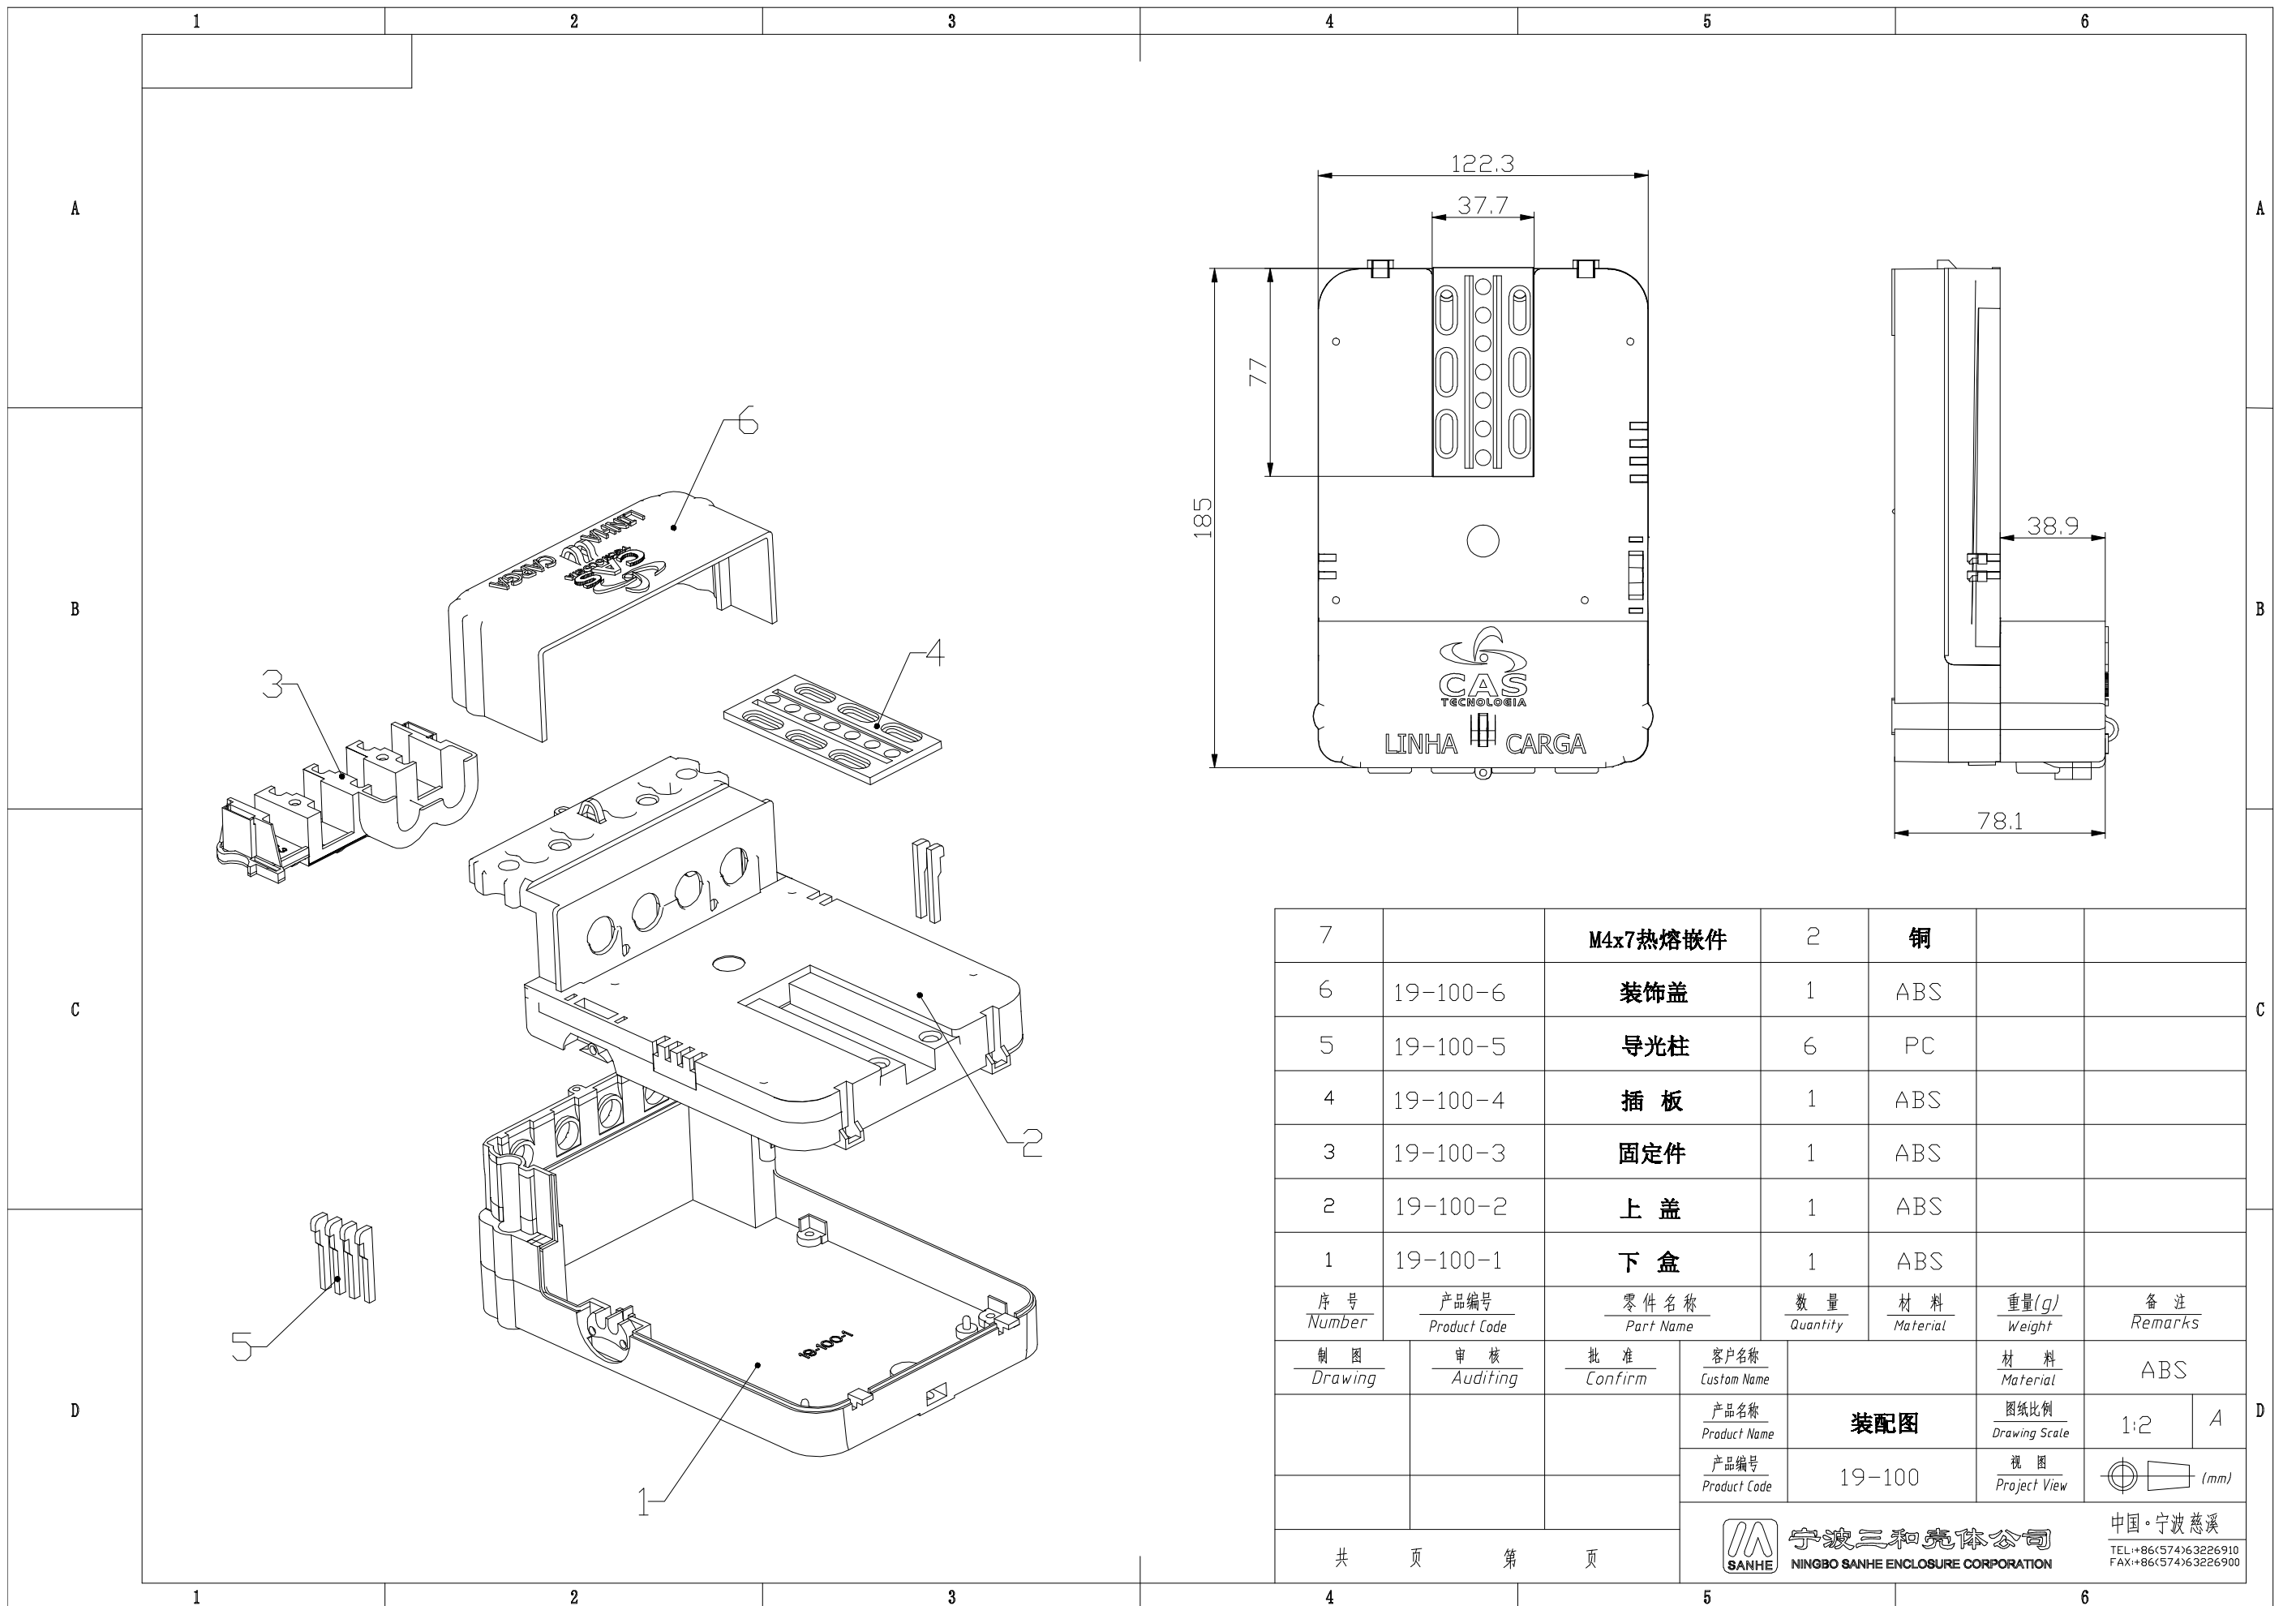 1 2 3 4 5 6
A A
B B
C C
D D
122.3
37.7
77
185
38.9
78.1
CAS
TECNOLOGIA
LINHA CARGA
6
LINHA CARGA
CAS
TECNOLOGIA
4
3
2
5
1
19-100-1
7 M4x7热熔嵌件 2 铜
6 19-100-6 装饰盖 1 ABS
5 19-100-5 导光柱 6 PC
4 19-100-4 插 板 1 ABS
3 19-100-3 固定件 1 ABS
2 19-100-2 上 盖 1 ABS
1 19-100-1 下 盒 1 ABS
序 号 产品编号 零件名称 数 量 材 料 重量(g) 备 注
Number Product Code Part Name Quantity Material Weight Remarks
制 图 审 核 批 准 客户名称 材 料 ABS
Drawing Auditing Confirm Custom Name Material
产品名称 装配图 图纸比例 1:2 A
Product Name Drawing Scale
产品编号 19-100 视 图 (mm)
Product Code Project View
共 页 第 页
SANHE
宁波三和壳体公司
NINGBO SANHE ENCLOSURE CORPORATION
中国·宁波慈溪
TEL:+86(574)63226910
FAX:+86(574)63226900
1 2 3 4 5 6